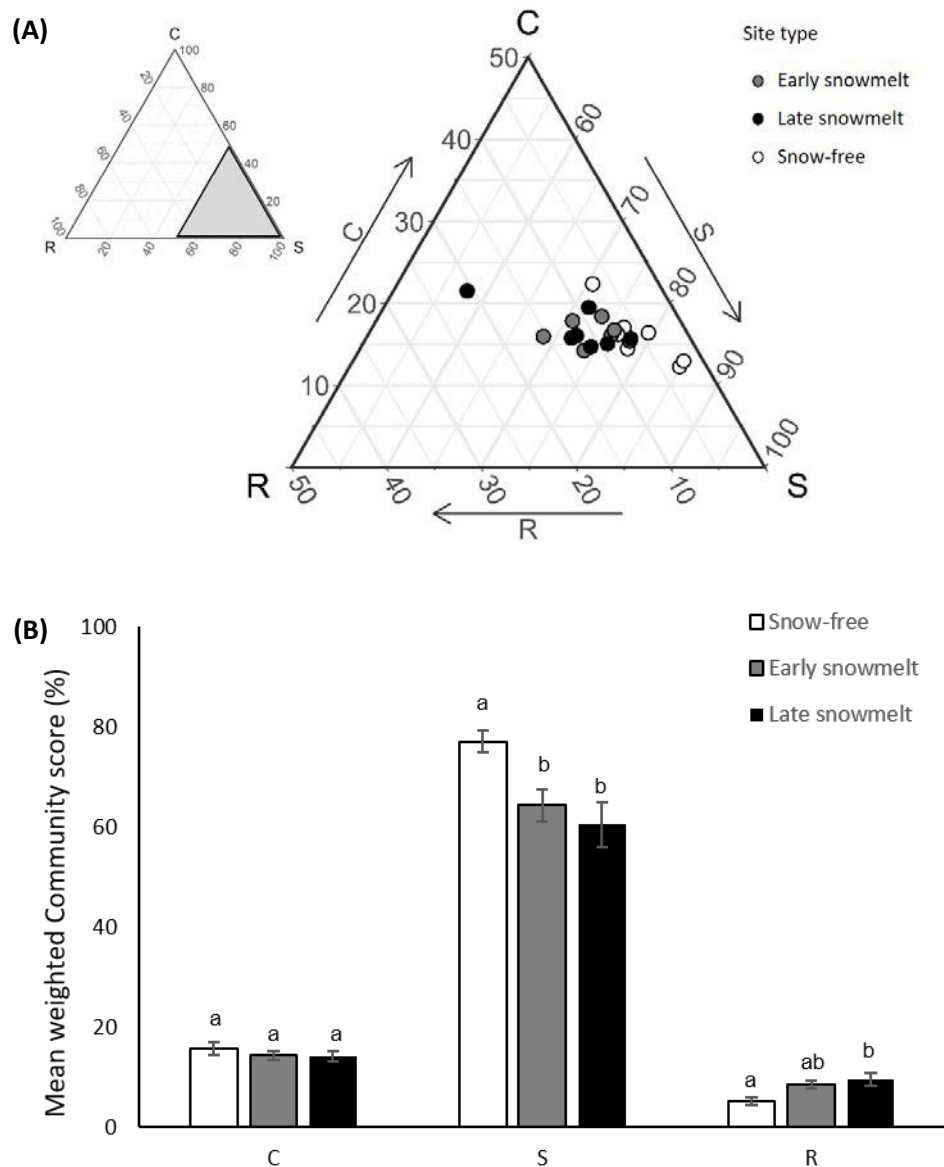 (A)
C
100
20
80
40
60
60
40
80
20
100
R
20
40
60
80
100
S
C
50
60
40
70
30
80
20
90
10
100
C
S
R
50
40
30
20
10
S
R
Site type
Early snowmelt
Late snowmelt
Snow-free
(B)
Mean weighted Community score (%)
100
80
60
40
20
0
Snow-free
Early snowmelt
Late snowmelt
a
b
b
a
a
a
a
ab
b
C
S
R